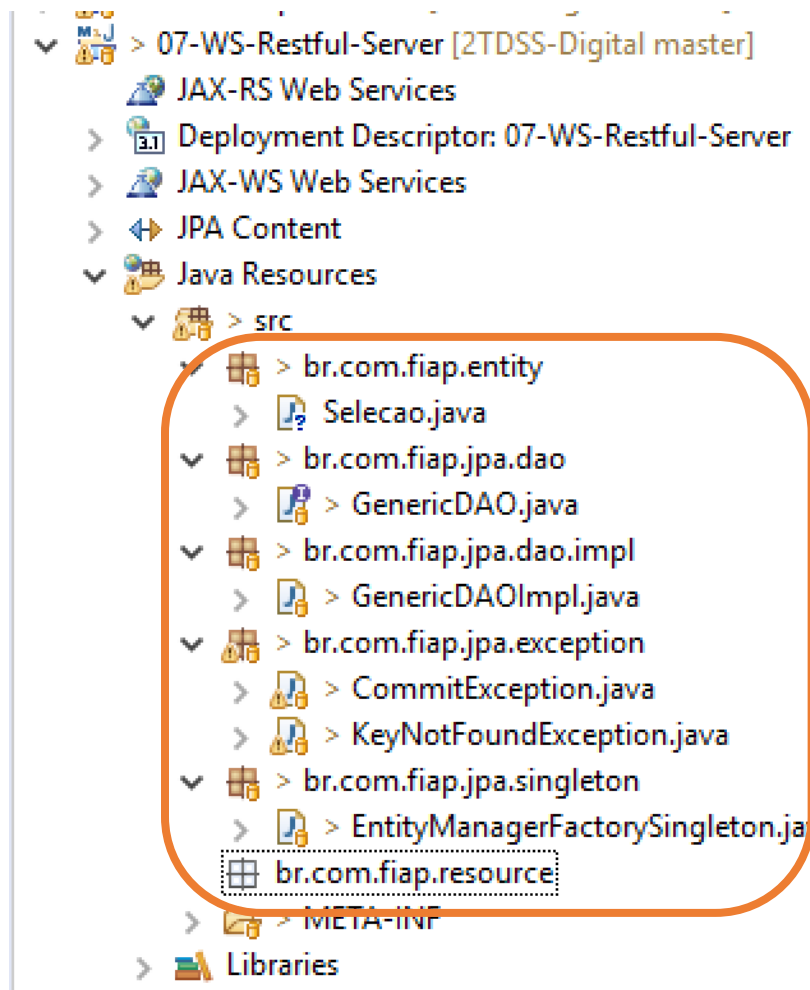 > 07-WS-Restful-Server [2TDSS-Digital master]
JAX-RS Web Services
> Deployment Descriptor: 07-WS-Restful-Server
> JAX-WS Web Services
> JPA Content
Java Resources
> src
> br.com.fiap.entity
> Selecao.java
> br.com.fiap.jpa.dao
> > GenericDAO.java
> br.com.fiap.jpa.dao.impl
> > GenericDAOImpl.java
> br.com.fiap.jpa.exception
> > CommitException.java
> > KeyNotFoundException.java
> br.com.fiap.jpa.singleton
> > EntityManagerFactorySingleton.ja
br.com.fiap.resource
> > META-INF
> Libraries